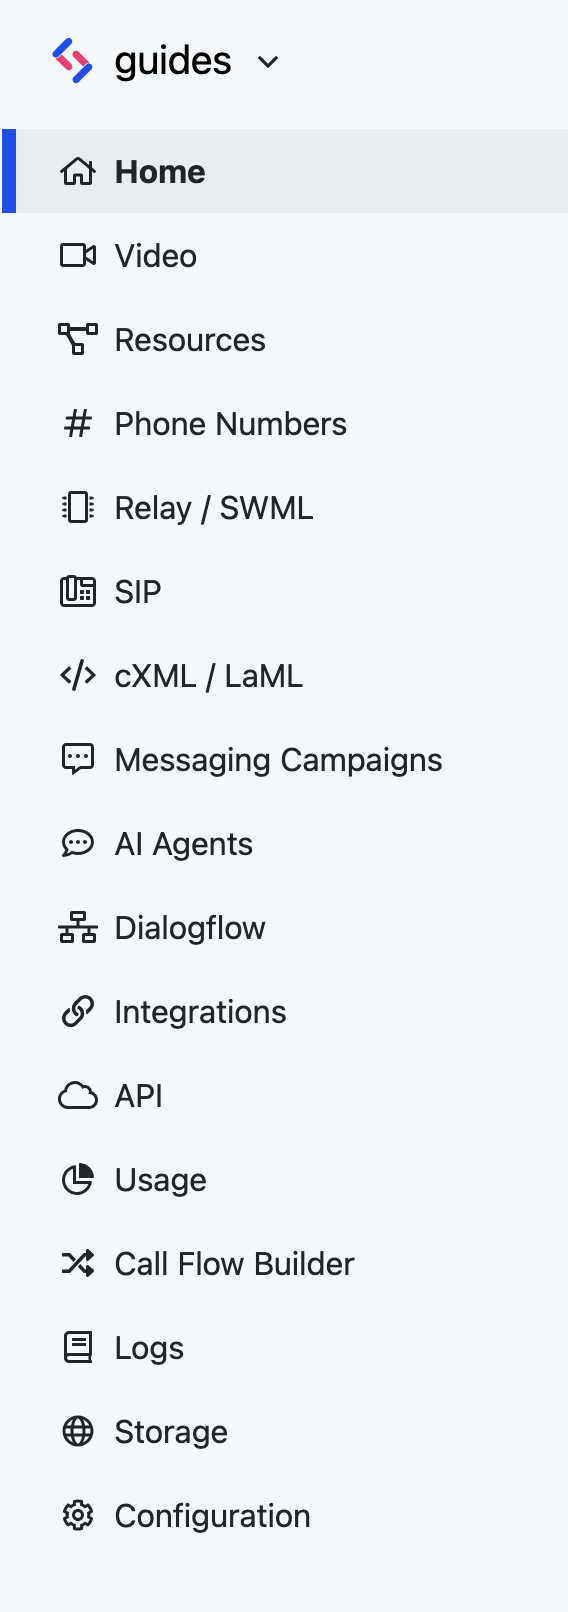 guides
Home
Video
Resources
Phone Numbers
Relay / SWML
SIP
cXML / LaML
Messaging Campaigns
AI Agents
Dialogflow
Integrations
API
Usage
Call Flow Builder
Logs
Storage
Configuration